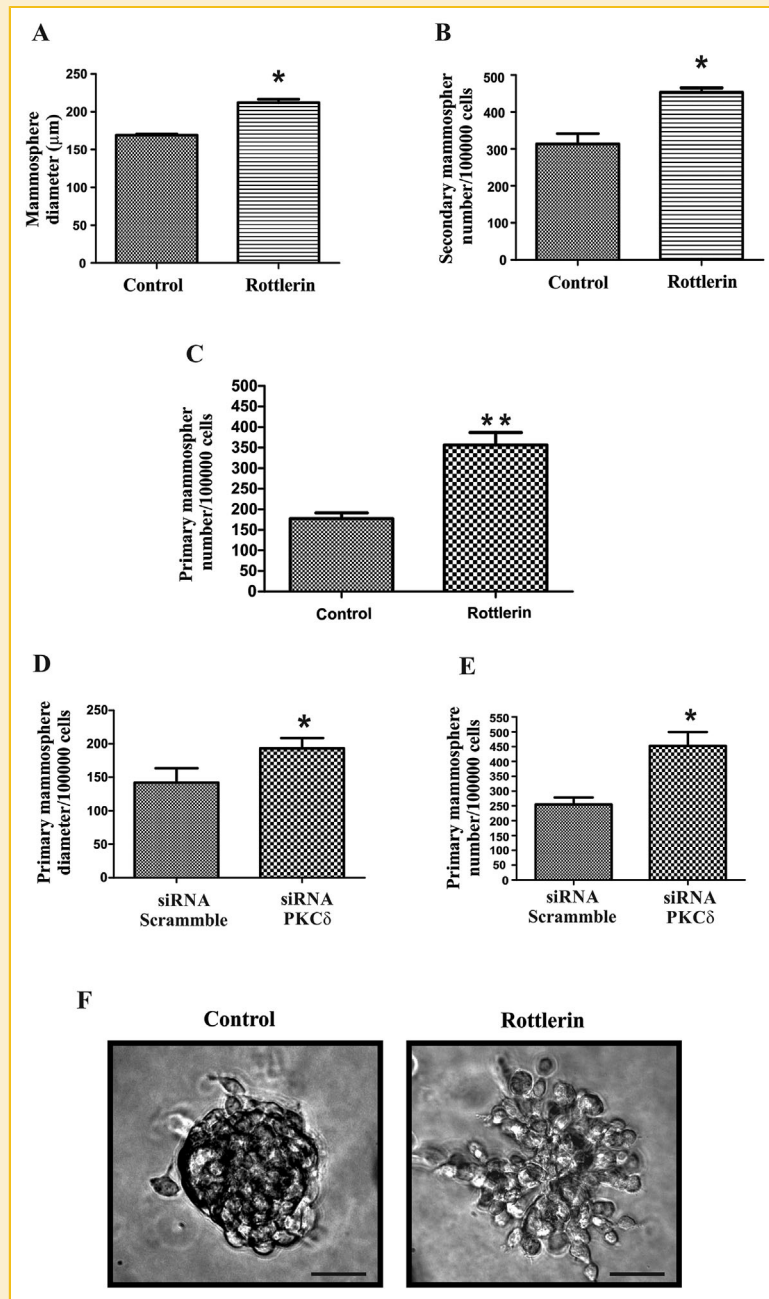 A
Mammosphere
diameter (μm)
250
200
150
100
50
0
*
Control
Rottlerin
B
Secondary mammospher
number/100000 cells
500
400
300
200
100
0
*
Control
Rottlerin
C
Primary mammospher
number/100000 cells
500
450
400
350
300
250
200
150
100
50
0
**
Control
Rottlerin
D
Primary mammosphere
diameter/100000 cells
250
200
150
100
50
0
*
siRNA
Scrammble
siRNA
PKCδ
E
Primary mammosphere
number/100000 cells
550
500
450
400
350
300
250
200
150
100
50
0
*
siRNA
Scrammble
siRNA
PKCδ
F
Control
Rottlerin